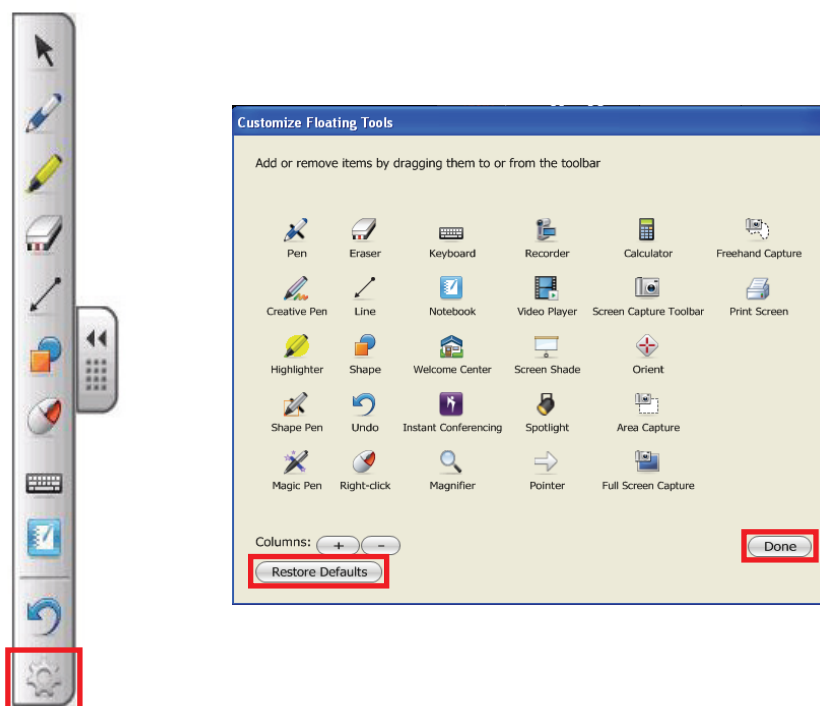 Customize Floating Tools
Add or remove items by dragging them to or from the toolbar
Pen Eraser Keyboard Recorder Calculator Freehand Capture
Creative Pen Line Notebook Video Player Screen Capture Toolbar Print Screen
Highlighter Shape Welcome Center Screen Shade Orient
Shape Pen Undo Instant Conferencing Spotlight Area Capture
Magic Pen Right-click Magnifier Pointer Full Screen Capture
Columns: + -
Done
Restore Defaults